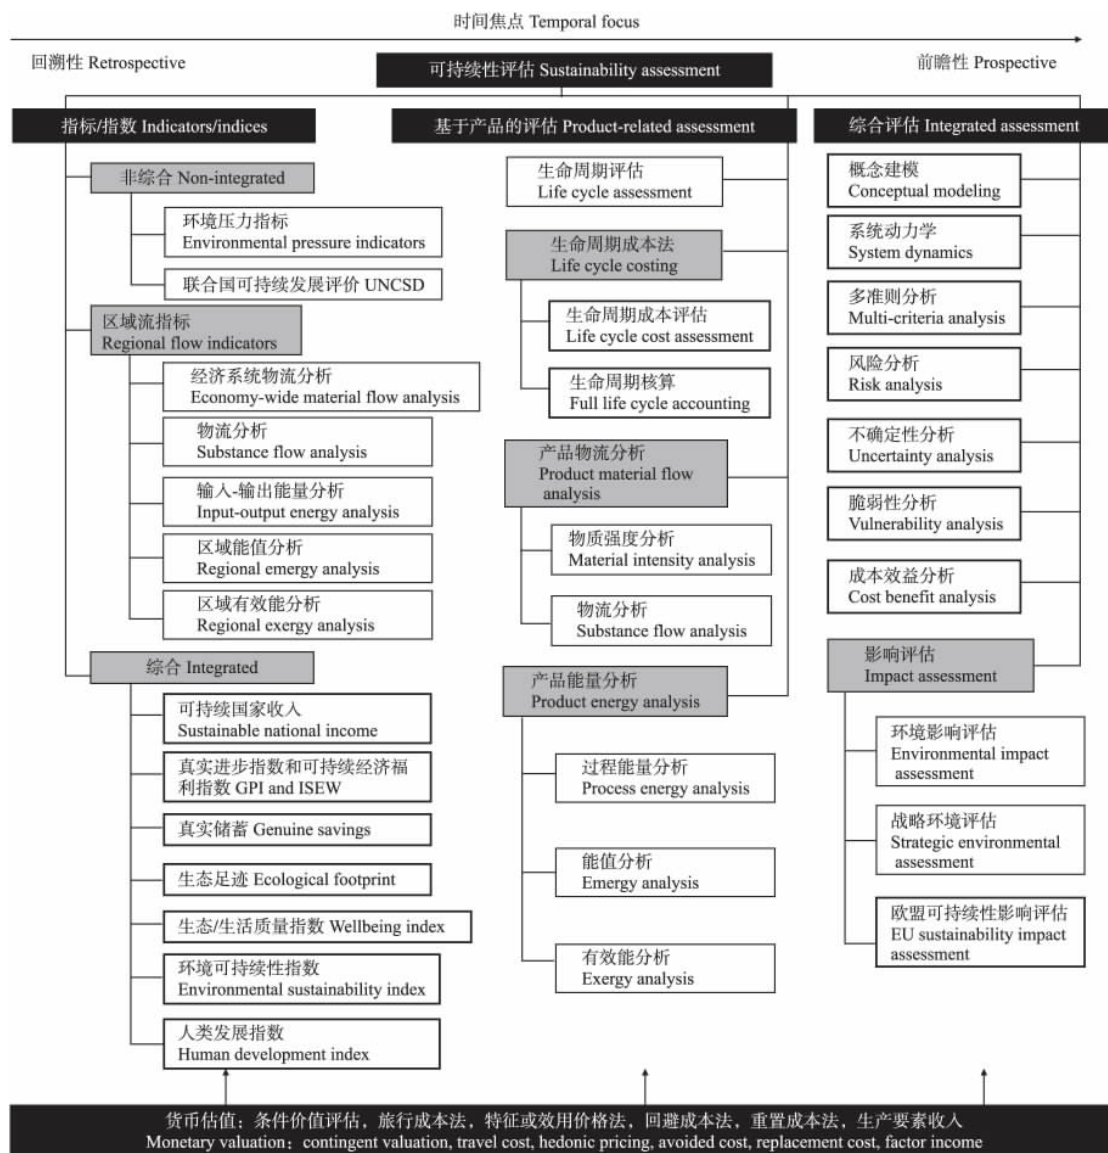 时间焦点 Temporal focus
回溯性 Retrospective
前瞻性 Prospective
可持续性评估 Sustainability assessment
指标/指数 Indicators/indices
非综合 Non-integrated
环境压力指标
Environmental pressure indicators
联合国可持续发展评价 UNCSD
区域流指标
Regional flow indicators
经济系统物流分析
Economy-wide material flow analysis
物流分析
Substance flow analysis
输入-输出能量分析
Input-output energy analysis
区域能值分析
Regional emergy analysis
区域有效能分析
Regional exergy analysis
综合 Integrated
可持续国家收入
Sustainable national income
真实进步指数和可持续经济福
利指数 GPI and ISEW
真实储蓄 Genuine savings
生态足迹 Ecological footprint
生态/生活质量指数 Wellbeing index
环境可持续性指数
Environmental sustainability index
人类发展指数
Human development index
基于产品的评估 Product-related assessment
生命周期评估
Life cycle assessment
生命周期成本法
Life cycle costing
生命周期成本评估
Life cycle cost assessment
生命周期核算
Full life cycle accounting
产品物流分析
Product material flow
analysis
物质强度分析
Material intensity analysis
物流分析
Substance flow analysis
产品能量分析
Product energy analysis
过程能量分析
Process energy analysis
能值分析
Emergy analysis
有效能分析
Exergy analysis
综合评估 Integrated assessment
概念建模
Conceptual modeling
系统动力学
System dynamics
多准则分析
Multi-criteria analysis
风险分析
Risk analysis
不确定性分析
Uncertainty analysis
脆弱性分析
Vulnerability analysis
成本效益分析
Cost benefit analysis
影响评估
Impact assessment
环境影响评估
Environmental impact
assessment
战略环境评估
Strategic environmental
assessment
欧盟可持续性影响评估
EU sustainability impact
assessment
货币估值：条件价值评估，旅行成本法，特征或效用价格法，回避成本法，重置成本法，生产要素收入
Monetary valuation：contingent valuation, travel cost, hedonic pricing, avoided cost, replacement cost, factor income